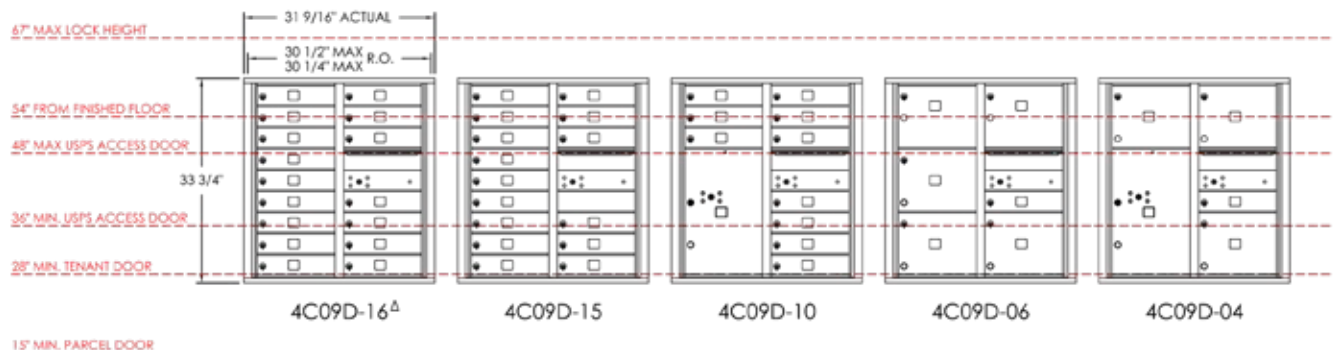 31 9/16" ACTUAL
67" MAX LOCK HEIGHT
30 1/2" MAX
30 1/4" MAX
R.O.
54" FROM FINISHED FLOOR
48" MAX USPS ACCESS DOOR
33 3/4"
36" MIN. USPS ACCESS DOOR
28" MIN. TENANT DOOR
4C09D-16Δ
4C09D-15
4C09D-10
4C09D-06
4C09D-04
15" MIN. PARCEL DOOR